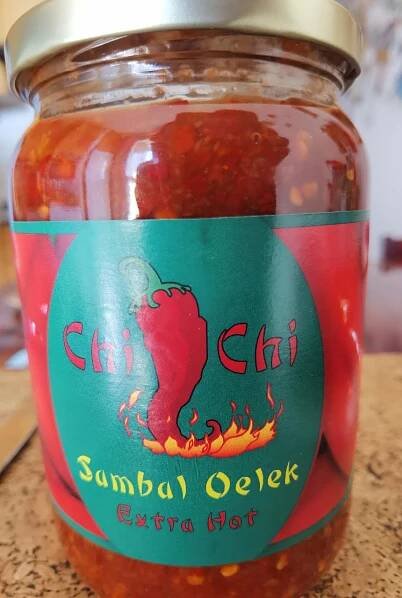 Chi Chi
Sambal Oelek
Extra Hot